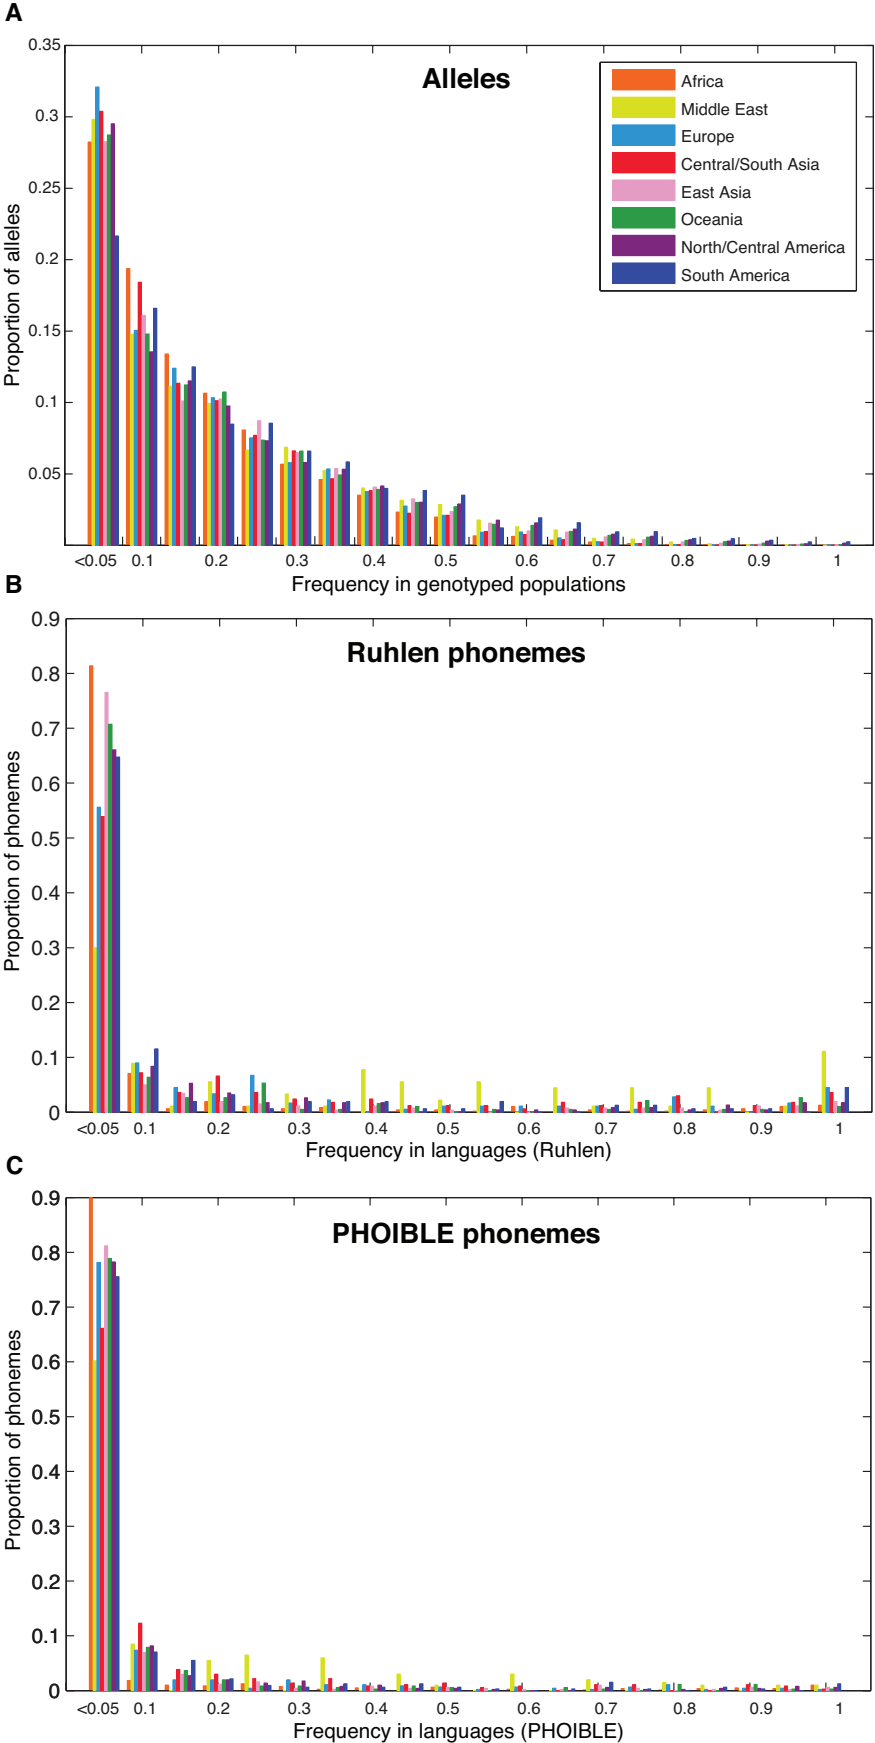 A
Alleles
Proportion of alleles
0.35
0.3
0.25
0.2
0.15
0.1
0.05
Africa
Middle East
Europe
Central/South Asia
East Asia
Oceania
North/Central America
South America
<0.05 0.1 0.2 0.3 0.4 0.5 0.6 0.7 0.8 0.9 1
Frequency in genotyped populations
B
Ruhlen phonemes
Proportion of phonemes
0.9
0.8
0.7
0.6
0.5
0.4
0.3
0.2
0.1
0
<0.05 0.1 0.2 0.3 0.4 0.5 0.6 0.7 0.8 0.9 1
Frequency in languages (Ruhlen)
C
PHOIBLE phonemes
Proportion of phonemes
0.9
0.8
0.7
0.6
0.5
0.4
0.3
0.2
0.1
0
<0.05 0.1 0.2 0.3 0.4 0.5 0.6 0.7 0.8 0.9 1
Frequency in languages (PHOIBLE)